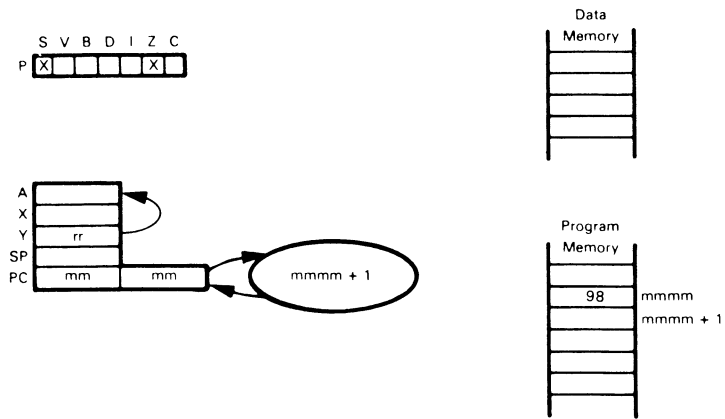 S V B D I Z C
P X X
A
X
Y rr
SP
PC mm mm
mmmm + 1
Data
Memory
Program
Memory
98 mmmm
mmmm + 1